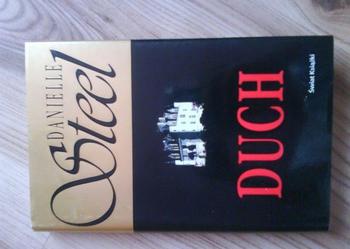 DANIELLE
Steel
DUCH
Świat Książki